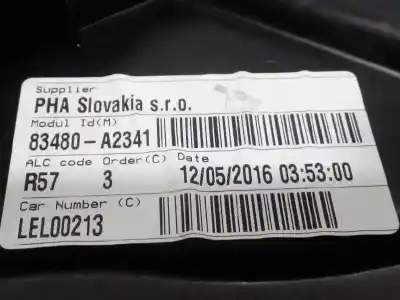 Supplier
PHA Slovakia s.r.o.
Modul Id(M)
83480-A2341
ALC code Order(C) Date
R57 3 12/05/2016 03:53:00
Car Number (C)
LEL00213